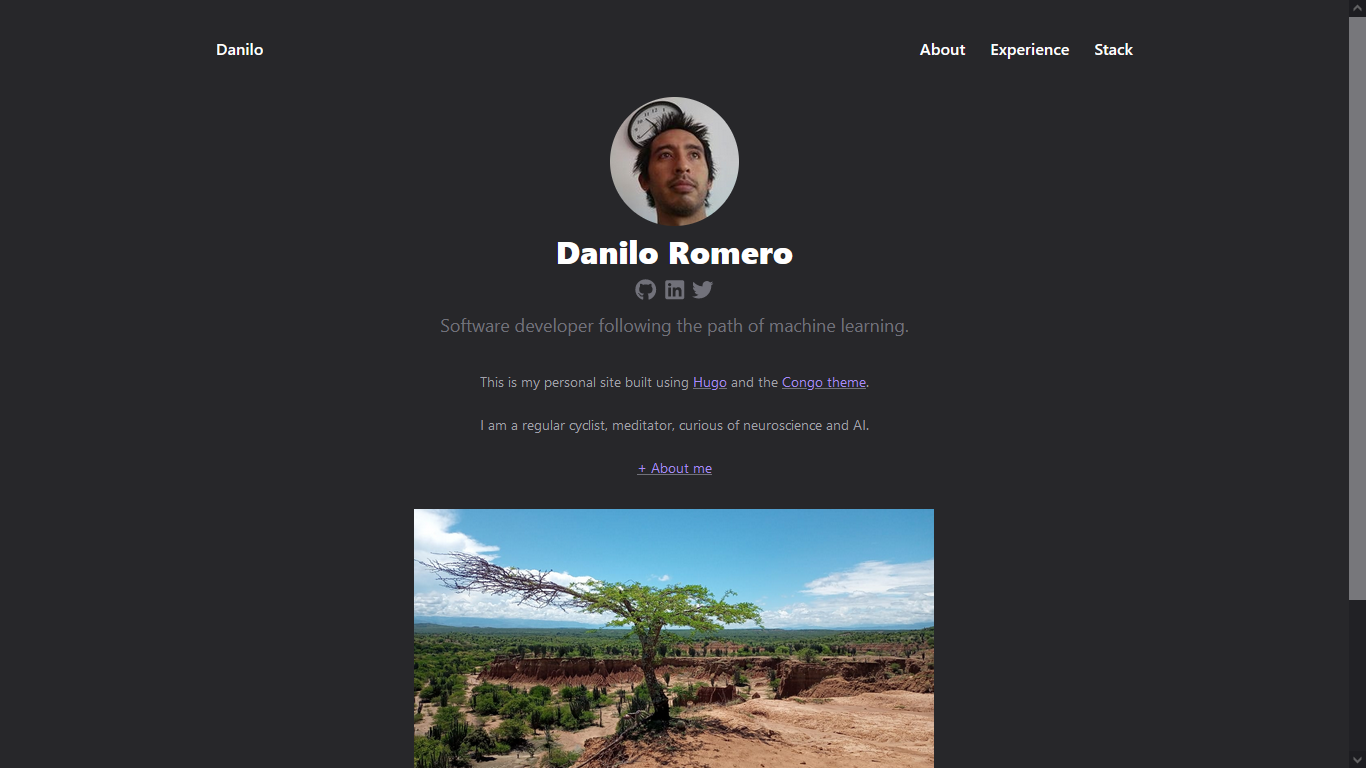 Danilo
About Experience Stack
Danilo Romero
Software developer following the path of machine learning.
This is my personal site built using Hugo and the Congo theme.
I am a regular cyclist, meditator, curious of neuroscience and AI.
+ About me